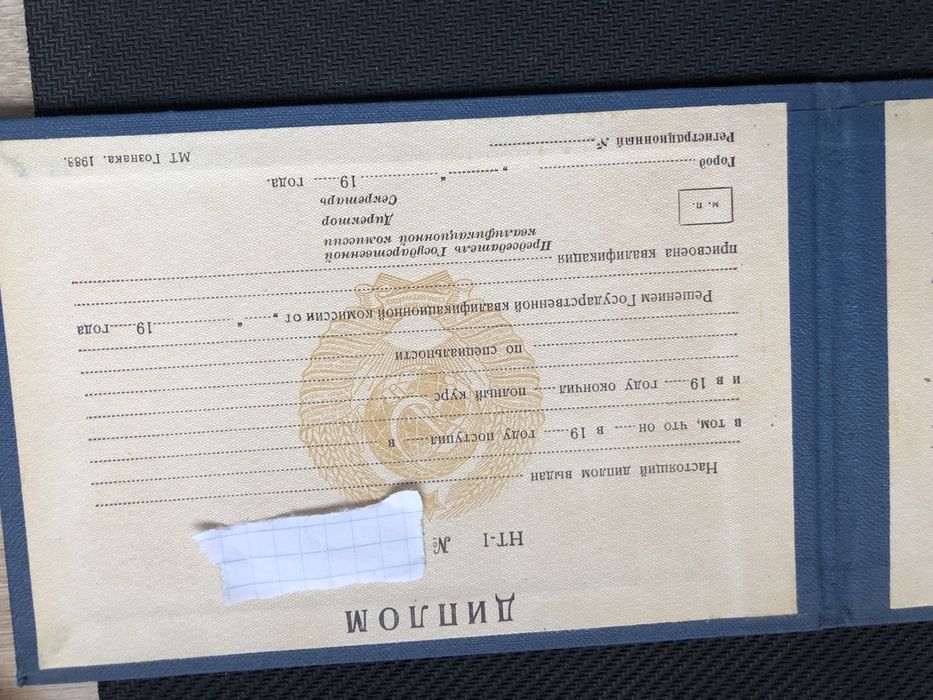 ДИПЛОМ
НТ-I №
Настоящий диплом выдан
в том, что он в 19 году поступил в
и в 19 году окончил полный курс
по специальности
Решением Государственной квалификационной комиссии от „ “ 19 года
присвоена квалификация
Председатель Государственной
квалификационной комиссии
Директор
Секретарь
м. п.
Город „ “ 19 года.
Регистрационный №
МТ Гознака. 1988.